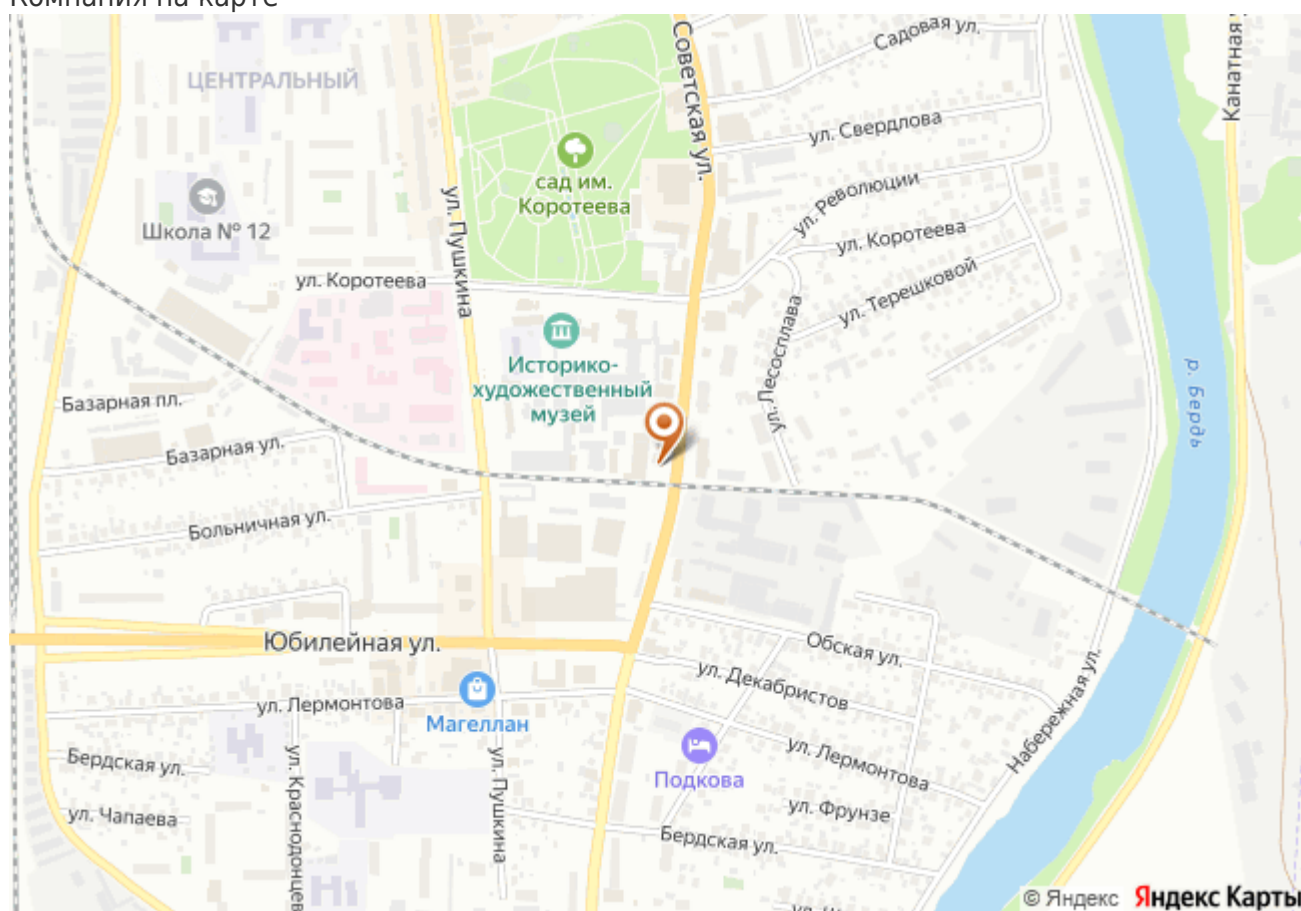 Компания на карте
Советская ул.
Садовая ул.
Канатная
ЦЕНТРАЛЬНЫЙ
ул. Свердлова
сад им.
Коротеева
ул. Революции
Школа № 12
ул. Пушкина
ул. Коротеева
ул. Коротеева
ул. Терешковой
ул. Лесосплава
Историко-
художественный
музей
р. Бердь
Базарная пл.
Базарная ул.
Больничная ул.
Юбилейная ул.
Обская ул.
ул. Декабристов
Набережная ул.
ул. Лермонтова
Магеллан
ул. Лермонтова
Подкова
Бердская ул.
ул. Краснодонцев
ул. Пушкина
ул. Фрунзе
ул. Чапаева
Бердская ул.
© Яндекс Яндекс Карты